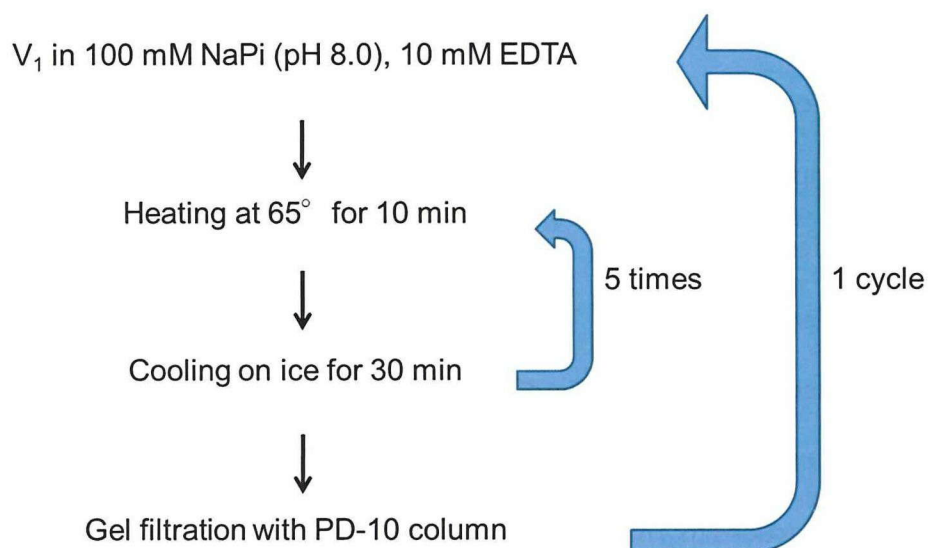 V₁ in 100 mM NaPi (pH 8.0), 10 mM EDTA
Heating at 65° for 10 min
5 times
1 cycle
Cooling on ice for 30 min
Gel filtration with PD-10 column